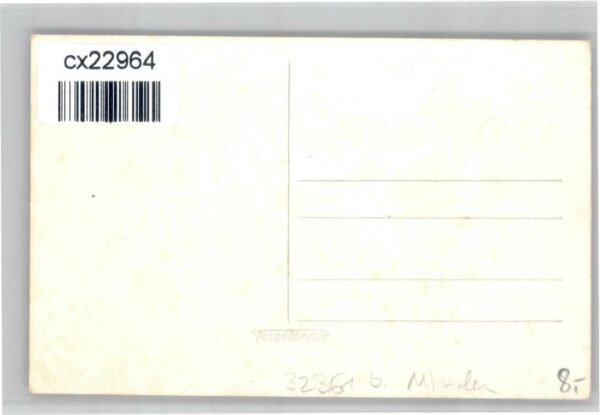 cx22964
Voigtländer
32361 b. Minden
8.-